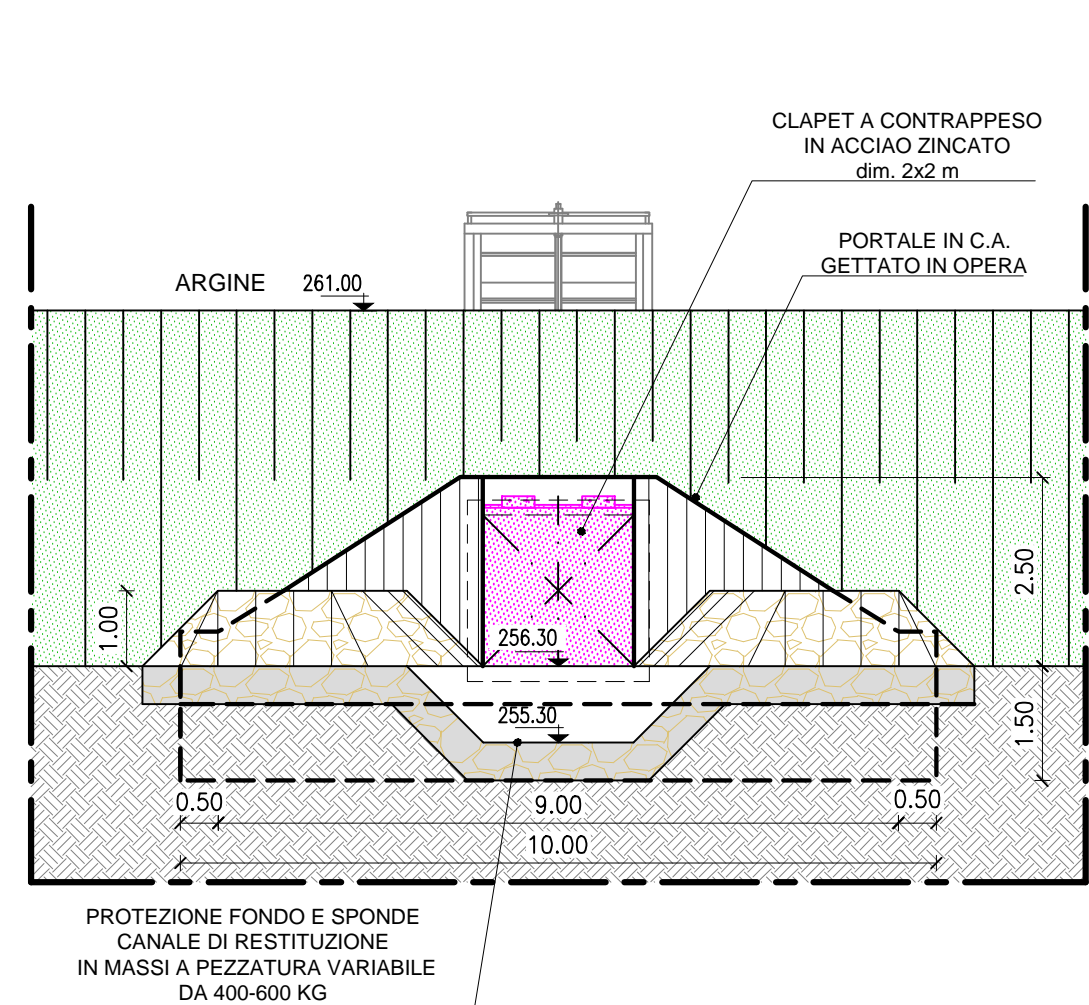 CLAPET A CONTRAPPESO
IN ACCIAO ZINCATO
dim. 2x2 m
PORTALE IN C.A.
GETTATO IN OPERA
ARGINE
261.00
2.50
1.00
256.30
255.30
1.50
0.50
9.00
0.50
10.00
PROTEZIONE FONDO E SPONDE
CANALE DI RESTITUZIONE
IN MASSI A PEZZATURA VARIABILE
DA 400-600 KG